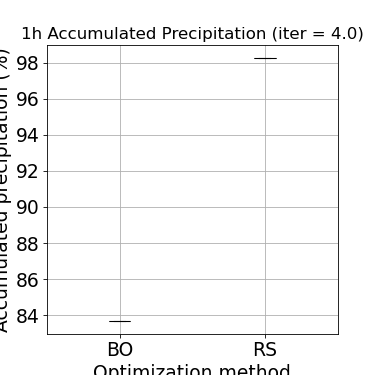 1h Accumulated Precipitation (iter = 4.0)
Accumulated precipitation (%)
98
96
94
92
90
88
86
84
BO RS
Optimization method